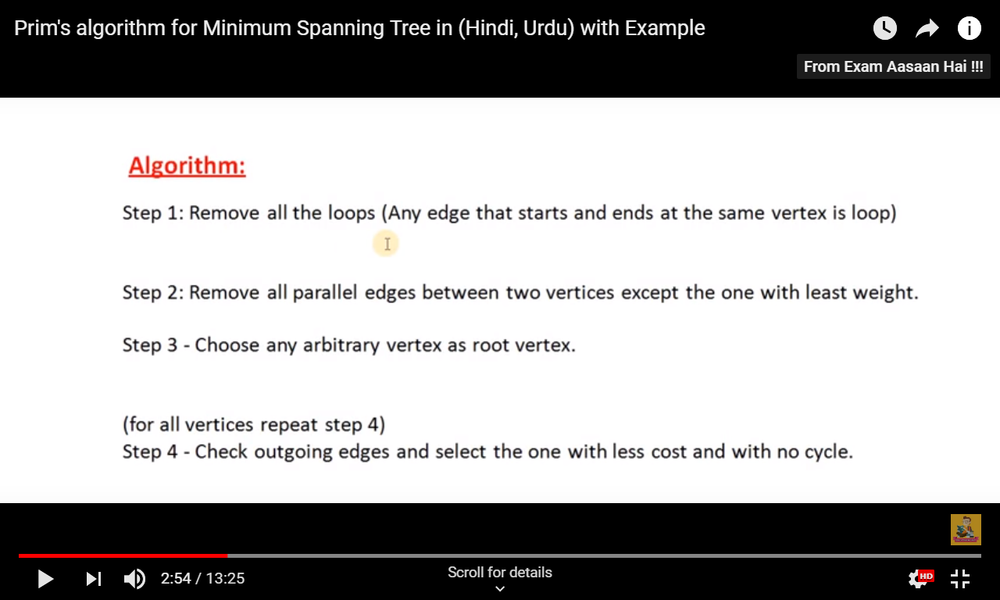 Prim's algorithm for Minimum Spanning Tree in (Hindi, Urdu) with Example
From Exam Aasaan Hai !!!
Algorithm:
Step 1: Remove all the loops (Any edge that starts and ends at the same vertex is loop)
Step 2: Remove all parallel edges between two vertices except the one with least weight.
Step 3 - Choose any arbitrary vertex as root vertex.
(for all vertices repeat step 4)
Step 4 - Check outgoing edges and select the one with less cost and with no cycle.
2:54 / 13:25
Scroll for details
HD